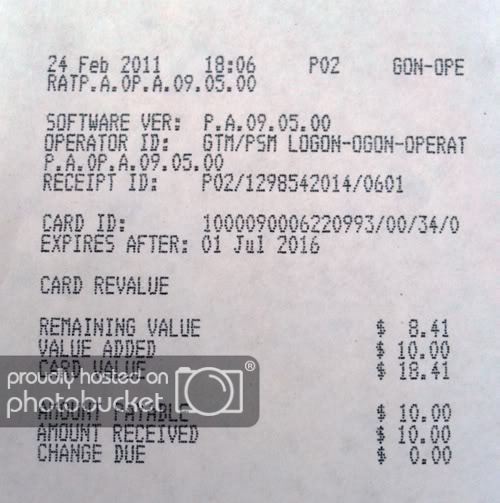 24 Feb 2011 18:06 P02 GON-OPE
RATP.A.OP.A.09.05.00
SOFTWARE VER: P.A.09.05.00
OPERATOR ID: GTM/PSM LOGON-OGON-OPERAT
P.A.OP.A.09.05.00
RECEIPT ID: P02/1298542014/0601
CARD ID: 1000090006220993/00/34/0
EXPIRES AFTER: 01 Jul 2016
CARD REVALUE
REMAINING VALUE $ 8.41
VALUE ADDED $ 10.00
CARD VALUE $ 18.41
proudly hosted on
photobucket ®
AMOUNT PAYABLE $ 10.00
AMOUNT RECEIVED $ 10.00
CHANGE DUE $ 0.00